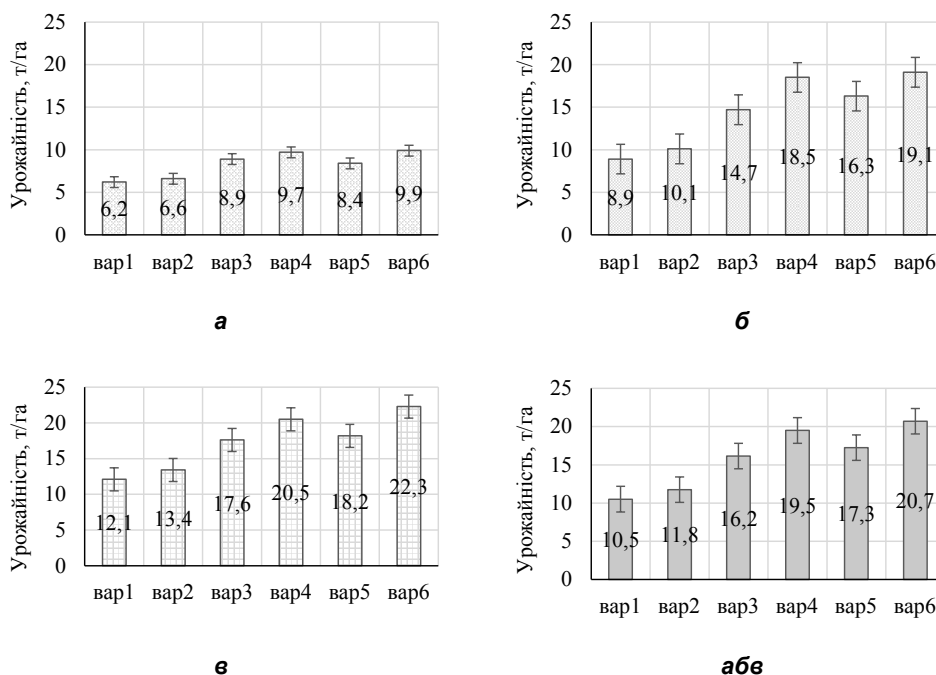 Урожайність, т/га
25
20
15
10
5
0
6,2 6,6 8,9 9,7 8,4 9,9
вар1 вар2 вар3 вар4 вар5 вар6
а
Урожайність, т/га
25
20
15
10
5
0
8,9 10,1 14,7 18,5 16,3 19,1
вар1 вар2 вар3 вар4 вар5 вар6
б
Урожайність, т/га
25
20
15
10
5
0
12,1 13,4 17,6 20,5 18,2 22,3
вар1 вар2 вар3 вар4 вар5 вар6
в
Урожайність, т/га
25
20
15
10
5
0
10,5 11,8 16,2 19,5 17,3 20,7
вар1 вар2 вар3 вар4 вар5 вар6
абв